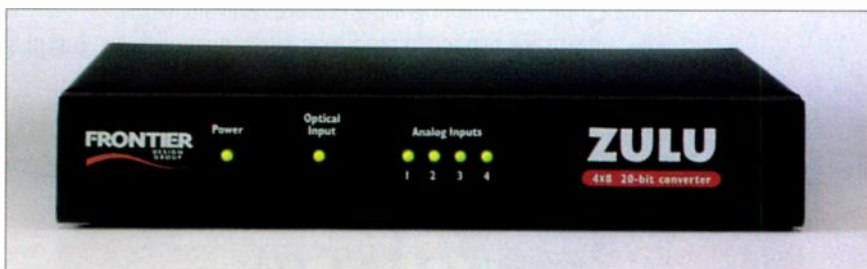 FRONTIER
DESIGN
GROUP
Power
Optical
Input
Analog Inputs
1 2 3 4
ZULU
4x8 20-bit converter